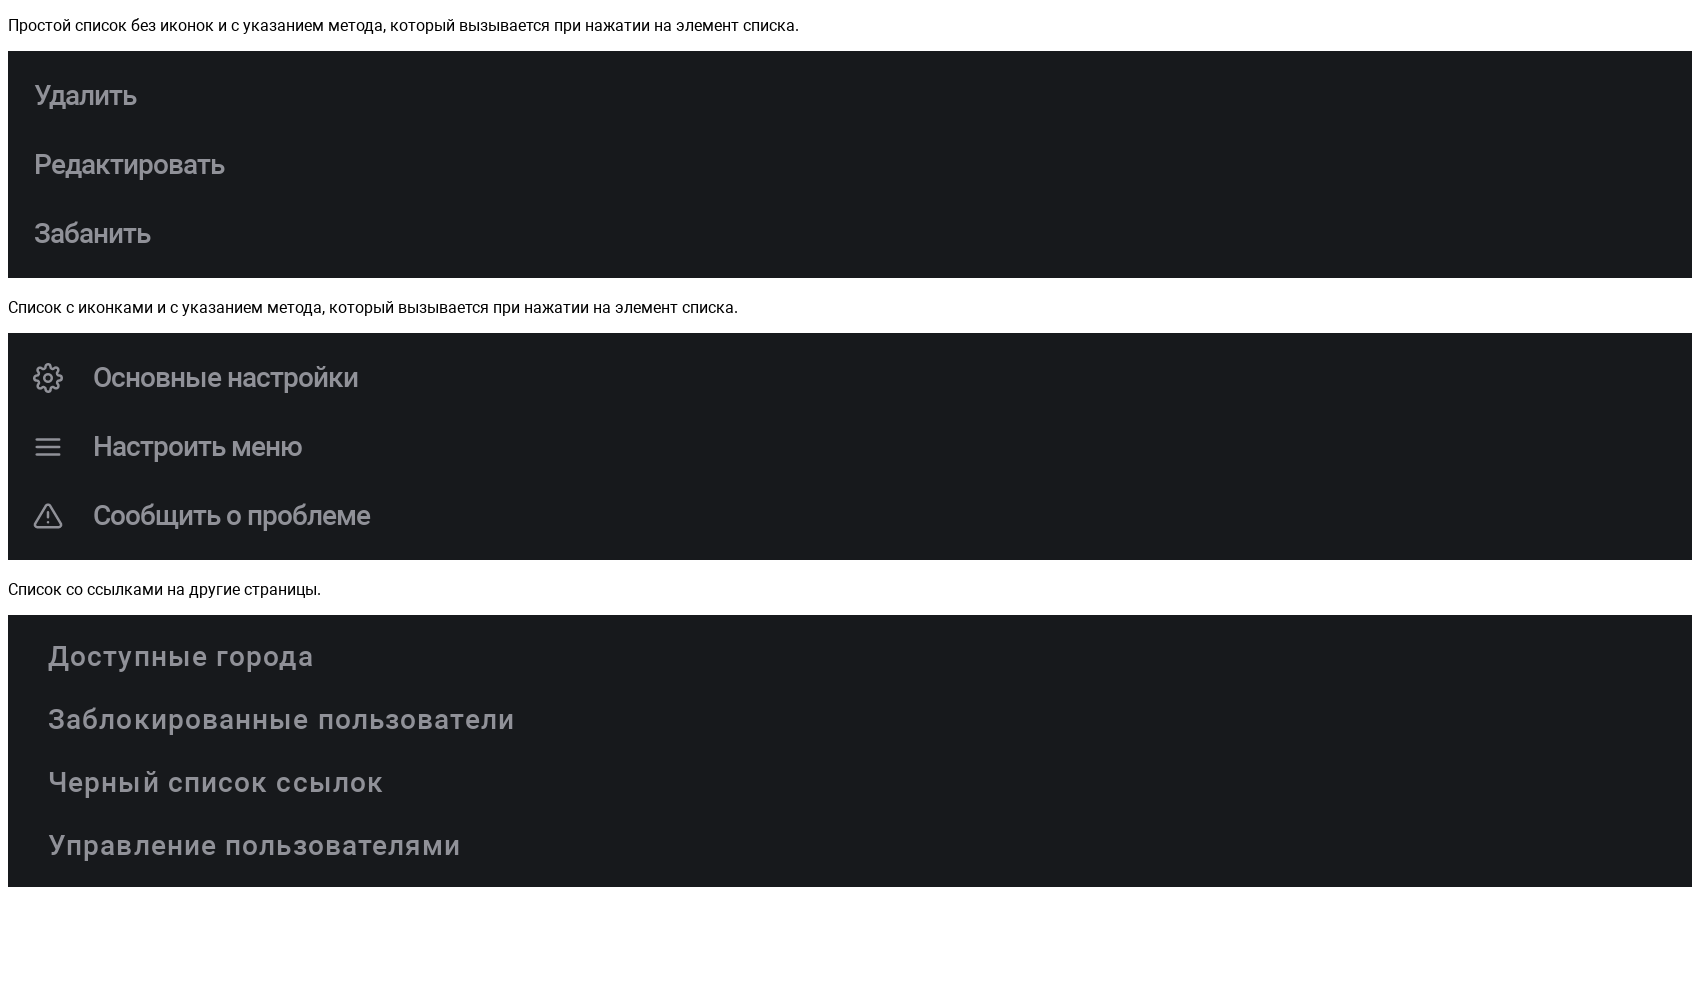 Простой список без иконок и с указанием метода, который вызывается при нажатии на элемент списка.
Удалить
Редактировать
Забанить
Список с иконками и с указанием метода, который вызывается при нажатии на элемент списка.
Основные настройки
Настроить меню
Сообщить о проблеме
Список со ссылками на другие страницы.
Доступные города
Заблокированные пользователи
Черный список ссылок
Управление пользователями